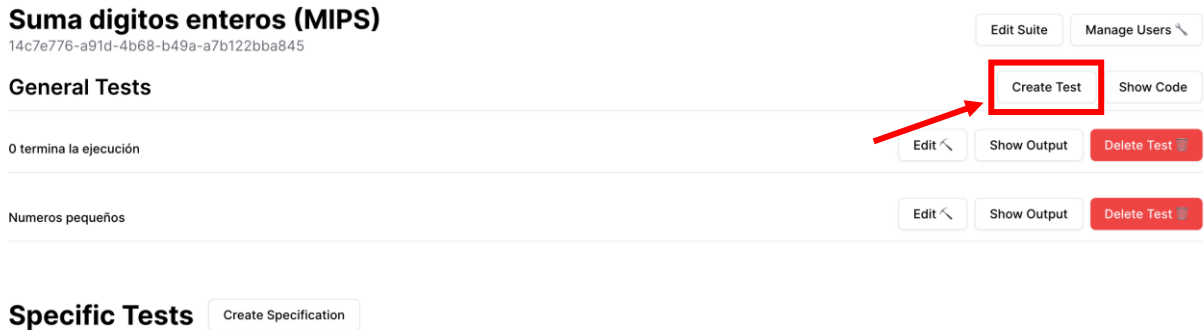 Suma digitos enteros (MIPS)
Edit Suite
Manage Users
14c7e776-a91d-4b68-b49a-a7b122bba845
General Tests
Create Test
Show Code
0 termina la ejecución
Edit
Show Output
Delete Test
Numeros pequeños
Edit
Show Output
Delete Test
Specific Tests
Create Specification